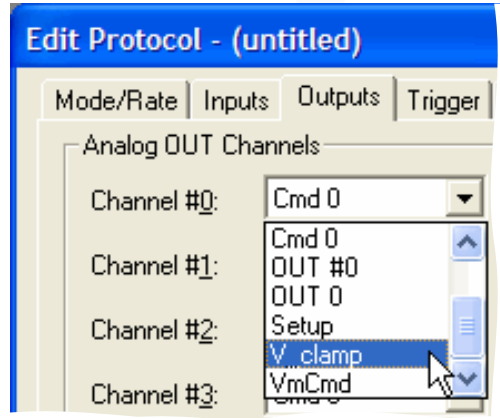 Edit Protocol - (untitled)
Mode/Rate Inputs Outputs Trigger
Analog OUT Channels
Channel #0: Cmd 0
Cmd 0
Channel #1: OUT #0
OUT 0
Channel #2: Setup
V_clamp
VmCmd
Channel #3: